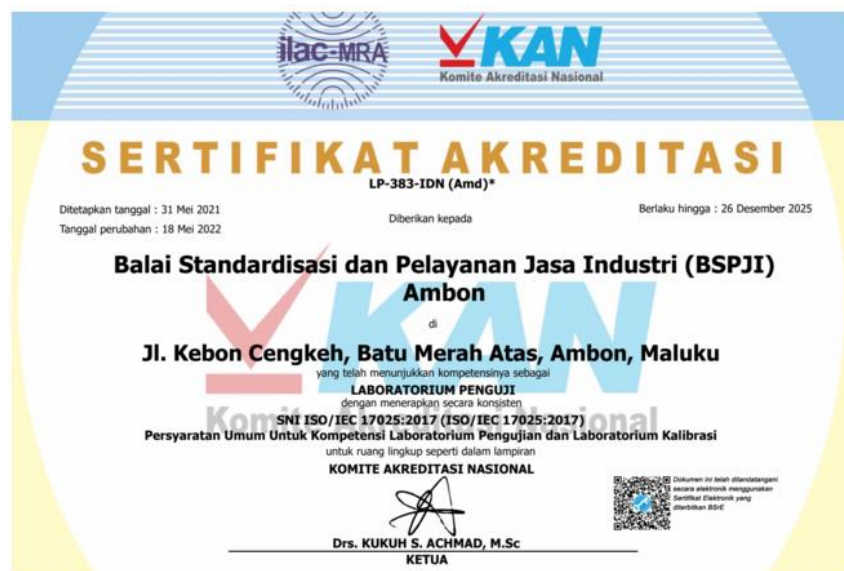 ilac-MRA
KAN
Komite Akreditasi Nasional
SERTIFIKAT AKREDITASI
LP-383-IDN (Amd)*
Ditetapkan tanggal : 31 Mei 2021
Tanggal perubahan : 18 Mei 2022
Diberikan kepada
Berlaku hingga : 26 Desember 2025
Balai Standardisasi dan Pelayanan Jasa Industri (BSPJI)
Ambon
di
Jl. Kebon Cengkeh, Batu Merah Atas, Ambon, Maluku
yang telah menunjukkan kompetensinya sebagai
LABORATORIUM PENGUJI
dengan menerapkan secara konsisten
SNI ISO/IEC 17025:2017 (ISO/IEC 17025:2017)
Persyaratan Umum Untuk Kompetensi Laboratorium Pengujian dan Laboratorium Kalibrasi
untuk ruang lingkup seperti dalam lampiran
KOMITE AKREDITASI NASIONAL
Dokumen ini telah ditandatangani
secara elektronik menggunakan
Sertifikat Elektronik yang
diterbitkan BSrE
Drs. KUKUH S. ACHMAD, M.Sc
KETUA
KAN
Komite Akreditasi Nasional